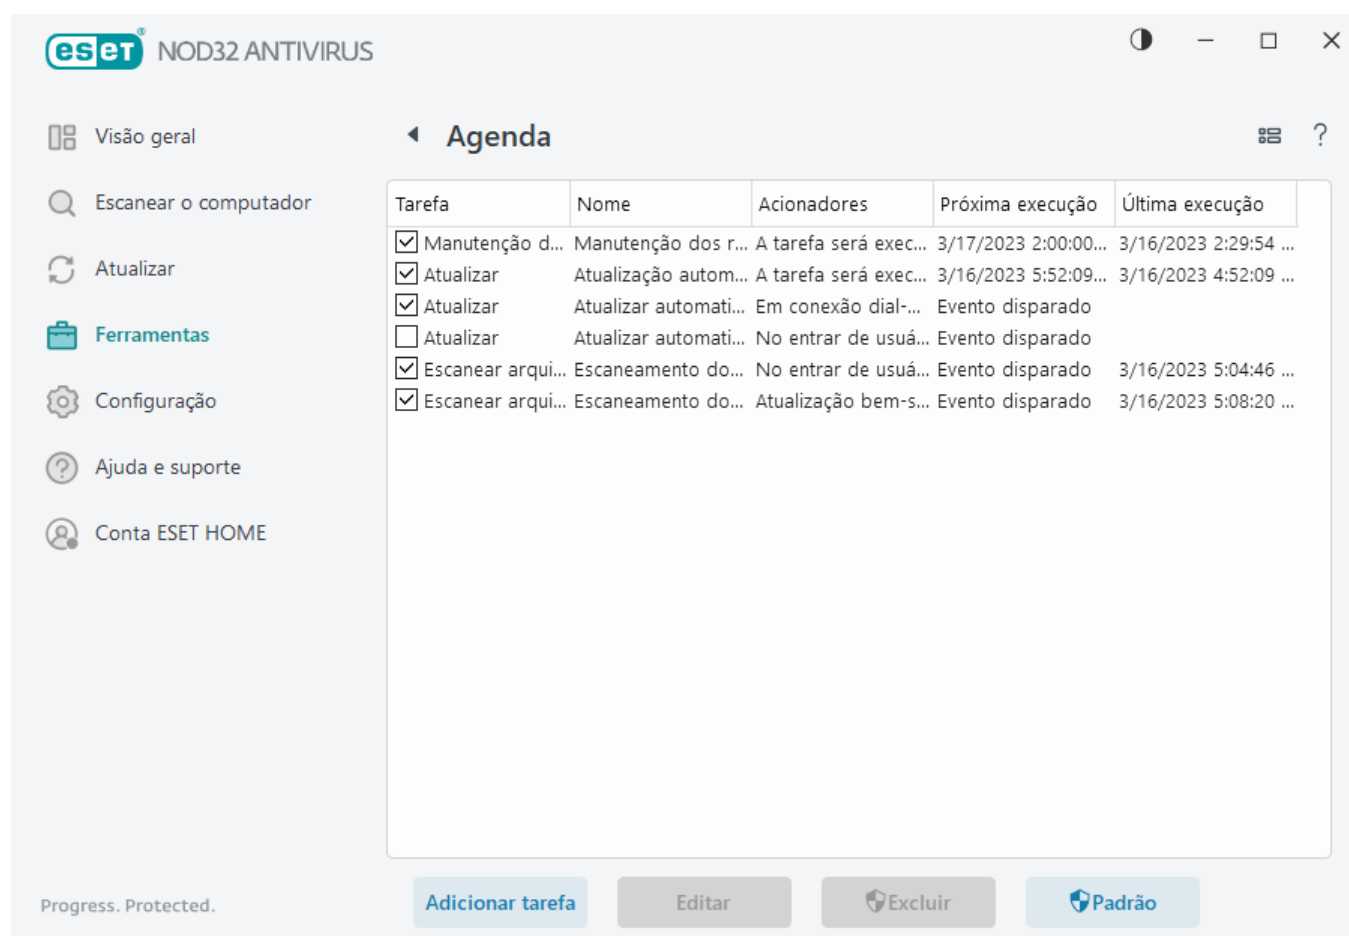 eset® NOD32 ANTIVIRUS
Visão geral
Escanear o computador
Atualizar
Ferramentas
Configuração
Ajuda e suporte
Conta ESET HOME
Agenda
?
Tarefa Nome Acionadores Próxima execução Última execução
Manutenção d... Manutenção dos r... A tarefa será exec... 3/17/2023 2:00:00... 3/16/2023 2:29:54 ...
Atualizar Atualização autom... A tarefa será exec... 3/16/2023 5:52:09... 3/16/2023 4:52:09 ...
Atualizar Atualizar automati... Em conexão dial-... Evento disparado
Atualizar Atualizar automati... No entrar de usuá... Evento disparado
Escanear arqui... Escaneamento do... No entrar de usuá... Evento disparado 3/16/2023 5:04:46 ...
Escanear arqui... Escaneamento do... Atualização bem-s... Evento disparado 3/16/2023 5:08:20 ...
Progress. Protected.
Adicionar tarefa Editar Excluir Padrão